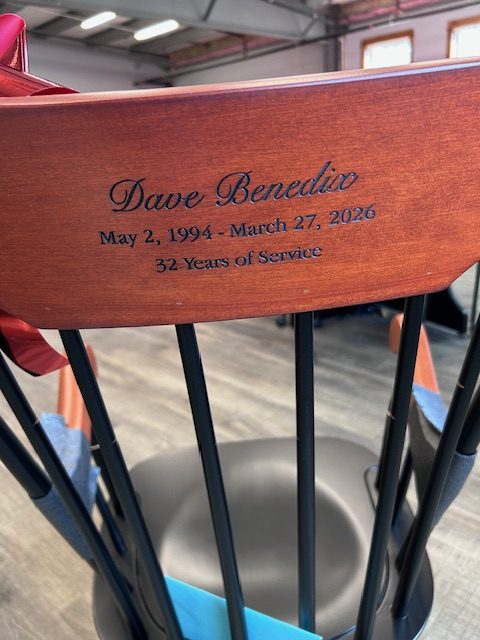 Dave Benedix
May 2, 1994 - March 27, 2026
32 Years of Service